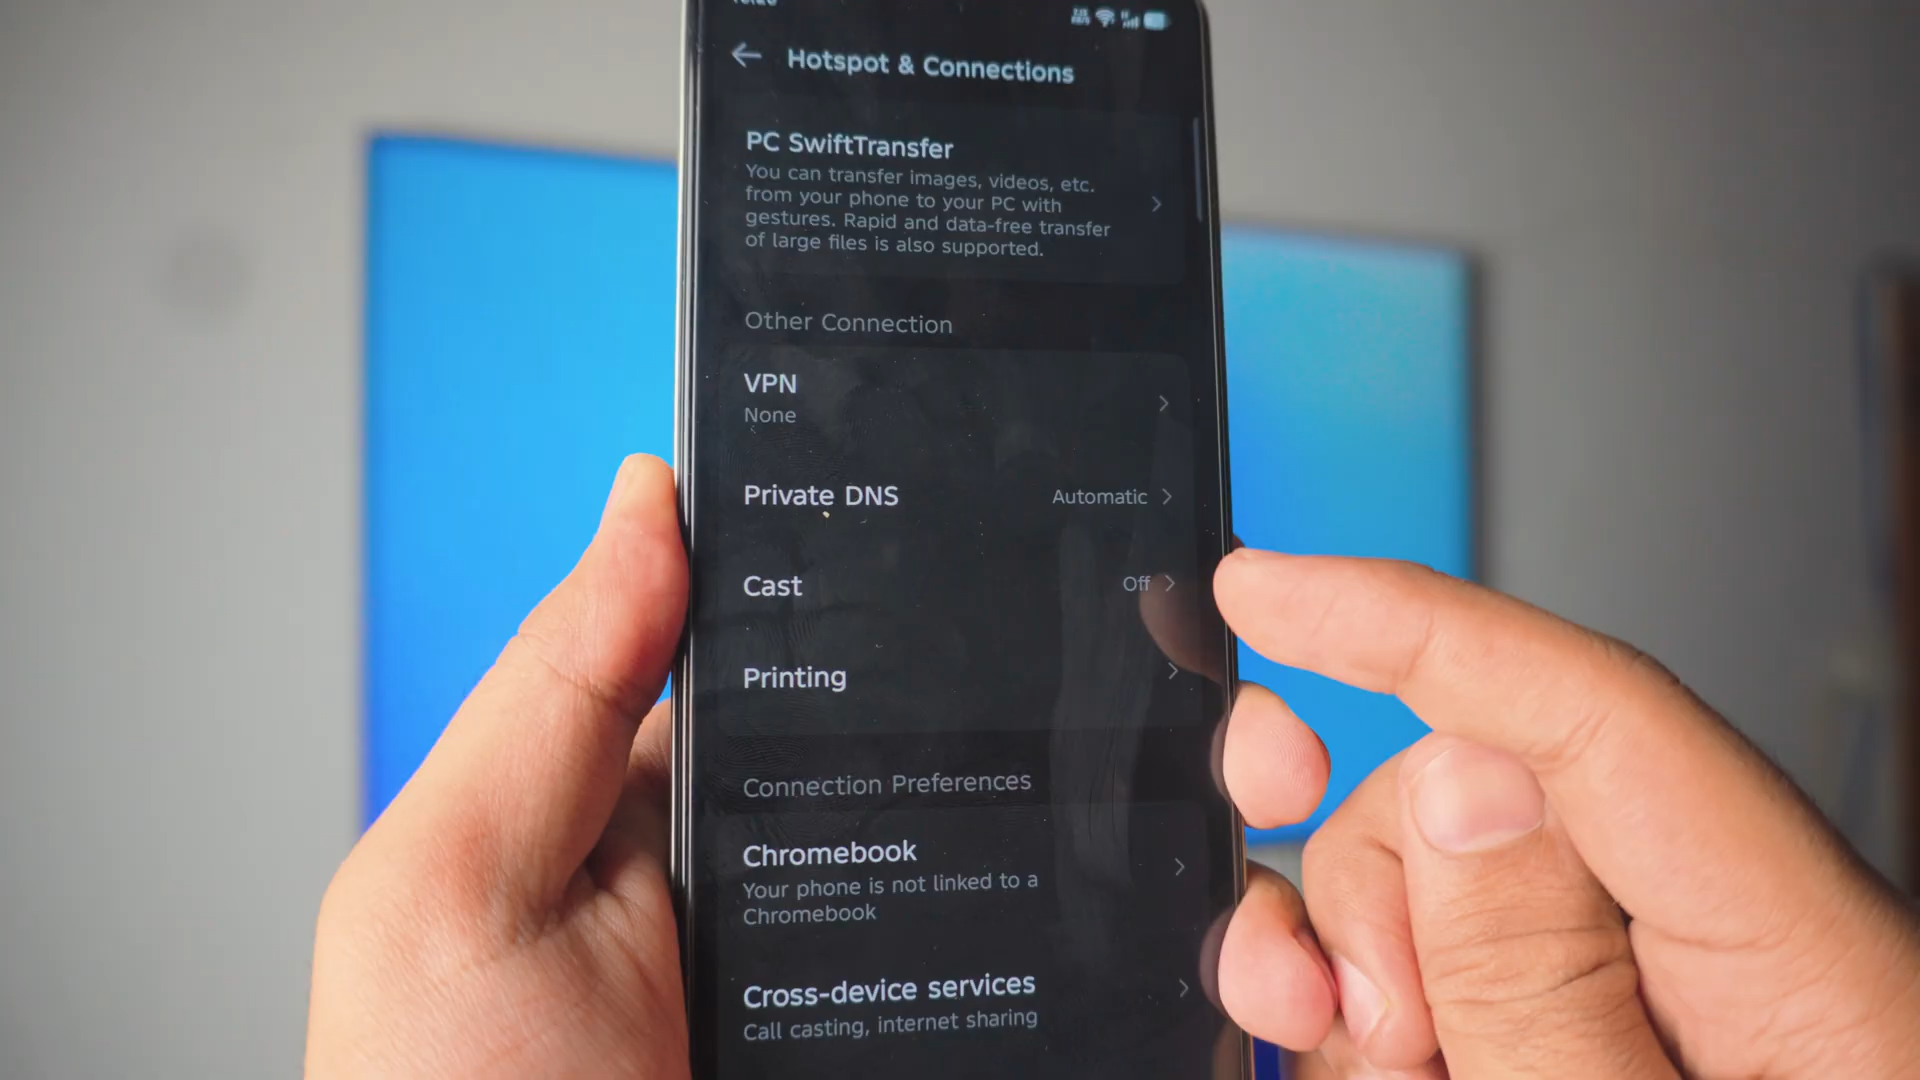 Hotspot & Connections
PC SwiftTransfer
You can transfer images, videos, etc.
from your phone to your PC with
gestures. Rapid and data-free transfer
of large files is also supported.
Other Connection
VPN
None
Private DNS
Automatic
Cast
Off
Printing
Connection Preferences
Chromebook
Your phone is not linked to a
Chromebook
Cross-device services
Call casting, internet sharing